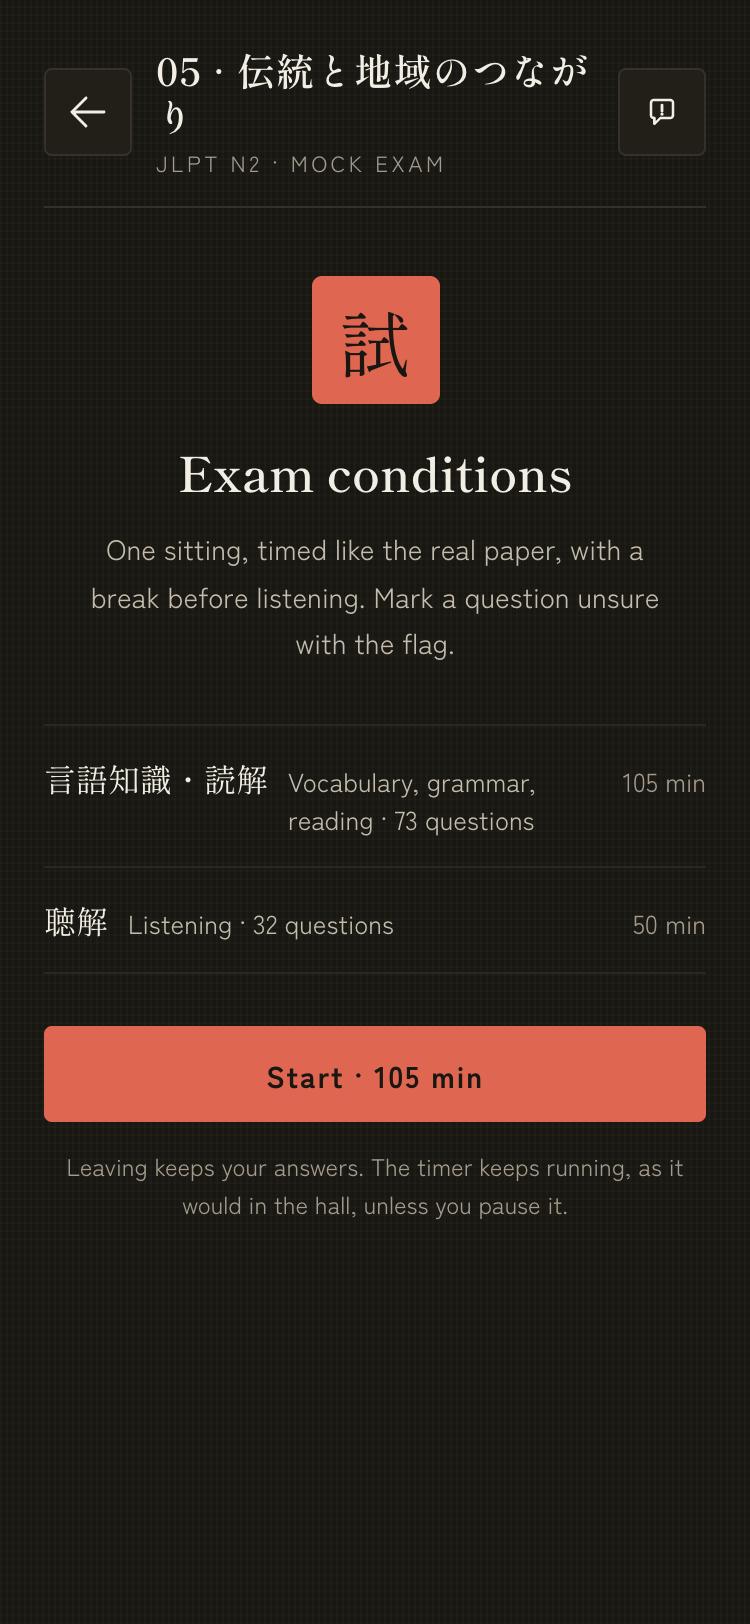 05・伝統と地域のつなが
り
JLPT N2・MOCK EXAM
試
Exam conditions
One sitting, timed like the real paper, with a
break before listening. Mark a question unsure
with the flag.
言語知識・読解 Vocabulary, grammar, 105 min
reading・73 questions
聴解 Listening・32 questions 50 min
Start・105 min
Leaving keeps your answers. The timer keeps running, as it
would in the hall, unless you pause it.